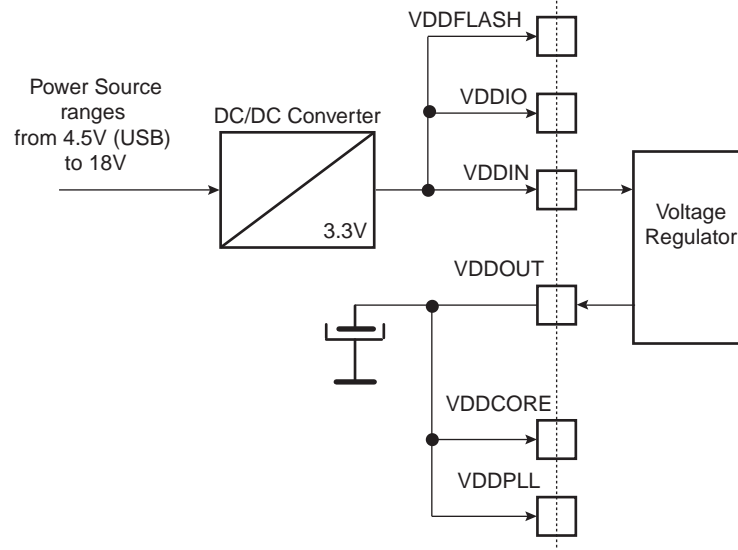 VDDFLASH
Power Source
ranges
from 4.5V (USB)
to 18V
DC/DC Converter
VDDIO
VDDIN
3.3V
Voltage
Regulator
VDDOUT
VDDCORE
VDDPLL